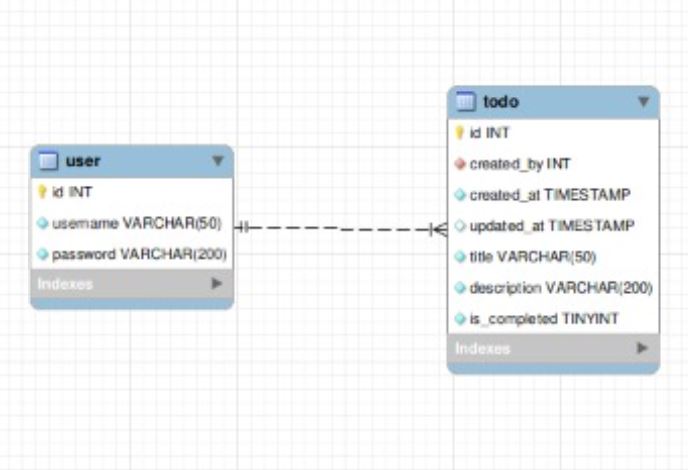 user
id INT
username VARCHAR(50)
password VARCHAR(200)
Indexes
todo
id INT
created_by INT
created_at TIMESTAMP
updated_at TIMESTAMP
title VARCHAR(50)
description VARCHAR(200)
is_completed TINYINT
Indexes